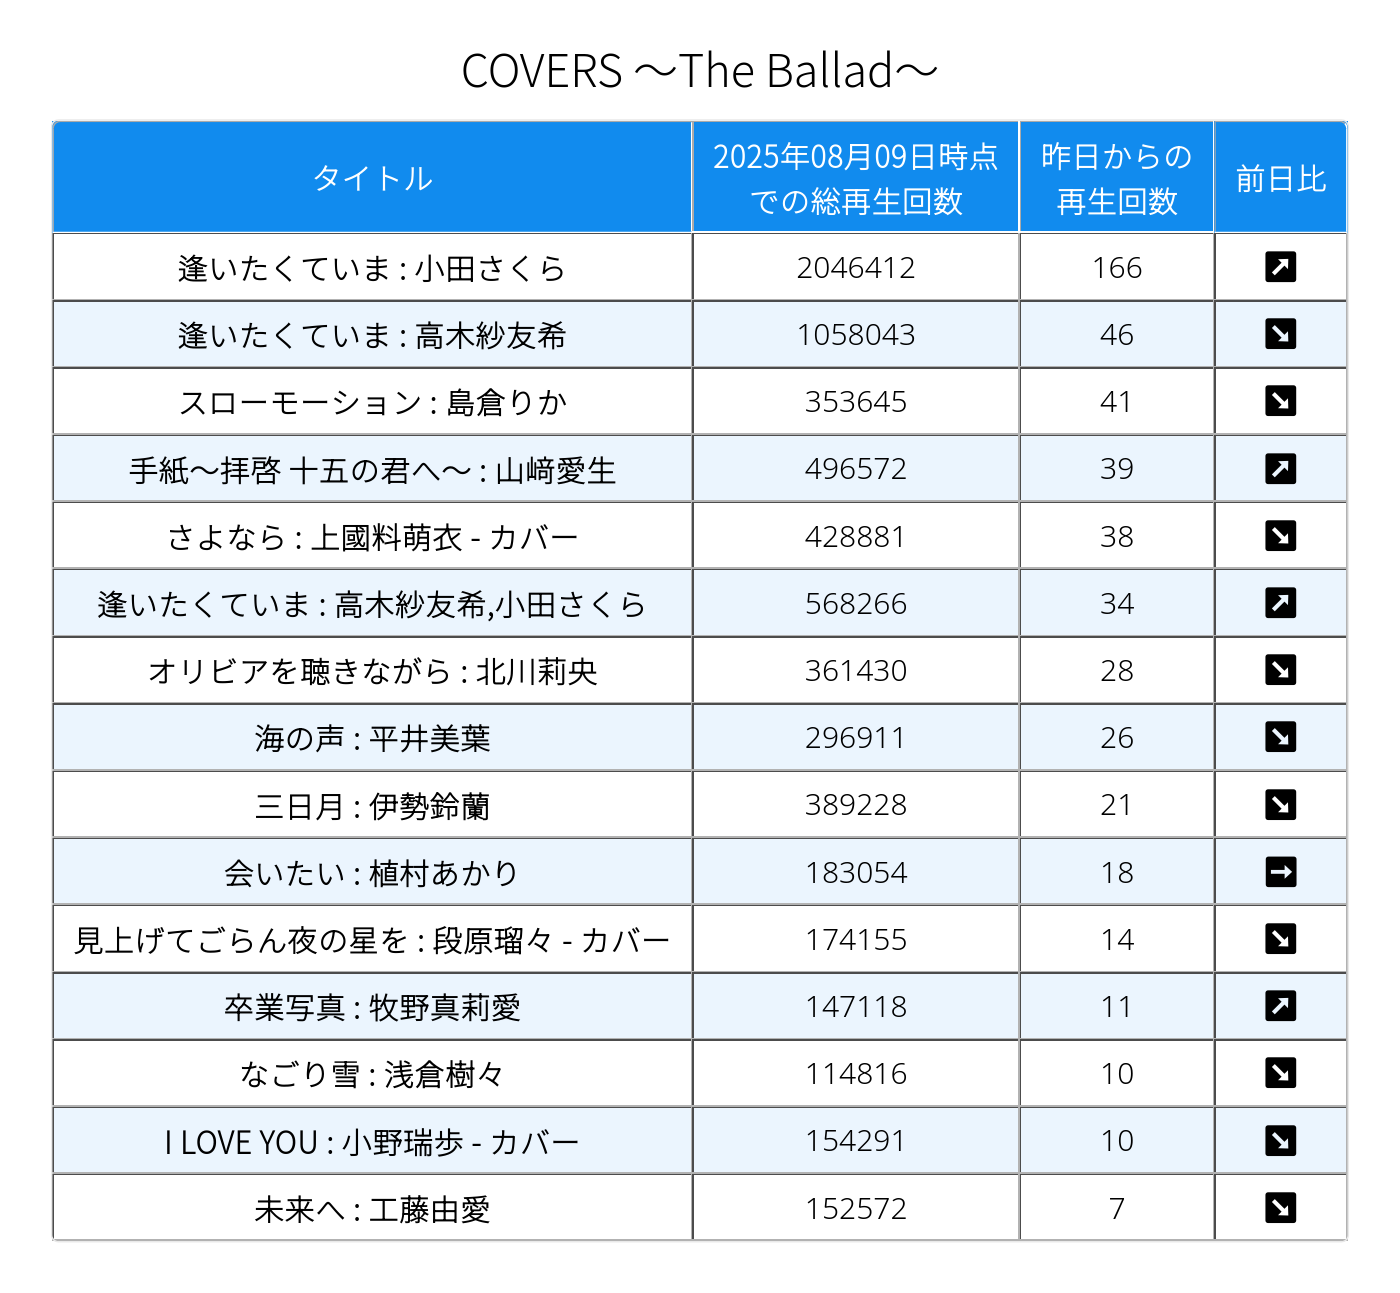 COVERS ～The Ballad～
タイトル 2025年08月09日時点での総再生回数 昨日からの再生回数 前日比
逢いたくていま : 小田さくら 2046412 166 ↗
逢いたくていま : 高木紗友希 1058043 46 ↘
スローモーション : 島倉りか 353645 41 ↘
手紙～拝啓 十五の君へ～ : 山﨑愛生 496572 39 ↗
さよなら : 上國料萌衣 - カバー 428881 38 ↘
逢いたくていま : 高木紗友希,小田さくら 568266 34 ↗
オリビアを聴きながら : 北川莉央 361430 28 ↘
海の声 : 平井美葉 296911 26 ↘
三日月 : 伊勢鈴蘭 389228 21 ↘
会いたい : 植村あかり 183054 18 →
見上げてごらん夜の星を : 段原瑠々 - カバー 174155 14 ↘
卒業写真 : 牧野真莉愛 147118 11 ↗
なごり雪 : 浅倉樹々 114816 10 ↘
I LOVE YOU : 小野瑞歩 - カバー 154291 10 ↘
未来へ : 工藤由愛 152572 7 ↘